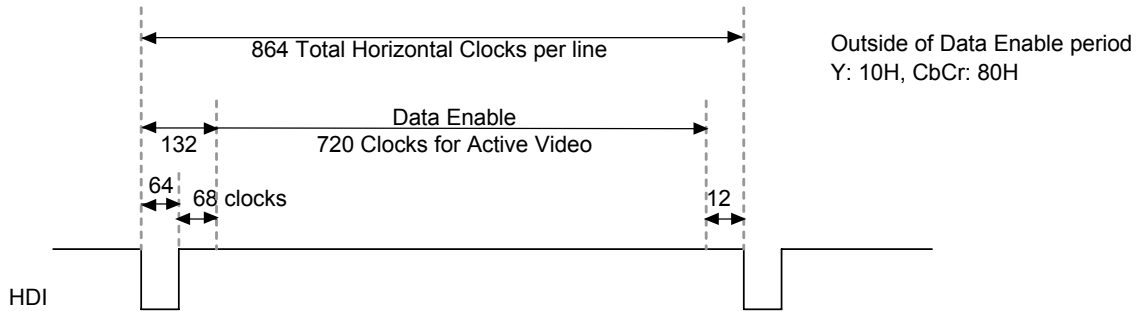 864 Total Horizontal Clocks per line
Outside of Data Enable period
Y: 10H, CbCr: 80H
Data Enable
132
720 Clocks for Active Video
64
68 clocks
12
HDI